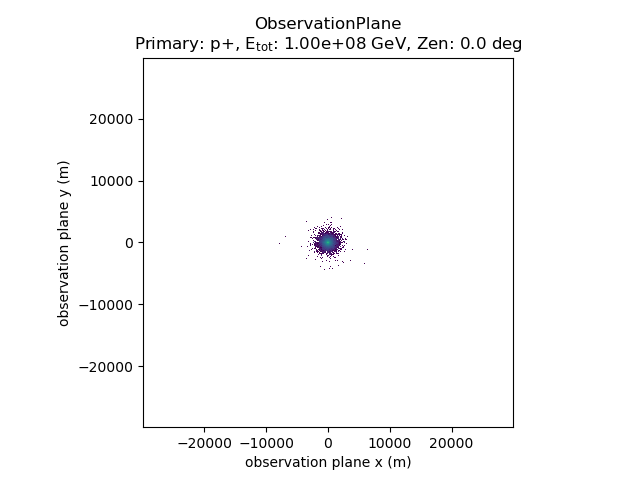 ObservationPlane
Primary: p+, E_tot: 1.00e+08 GeV, Zen: 0.0 deg
20000
10000
0
−10000
−20000
observation plane y (m)
−20000 −10000 0 10000 20000
observation plane x (m)